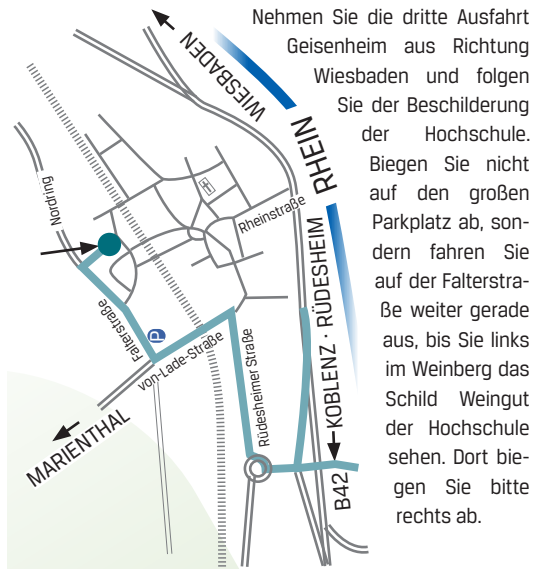 Nehmen Sie die dritte Ausfahrt
Geisenheim aus Richtung
Wiesbaden und folgen
Sie der Beschilderung
der Hochschule.
Biegen Sie nicht
auf den großen
Parkplatz ab, son-
dern fahren Sie
auf der Falterstra-
ße weiter gerade
aus, bis Sie links
im Weinberg das
Schild Weingut
der Hochschule
sehen. Dort bie-
gen Sie bitte
rechts ab.
WIESBADEN
RHEIN
Nordring
Rheinstraße
KOBLENZ · RÜDESHEIM
Falterstraße
P
von-Lade-Straße
Rüdesheimer Straße
MARIENTHAL
B42